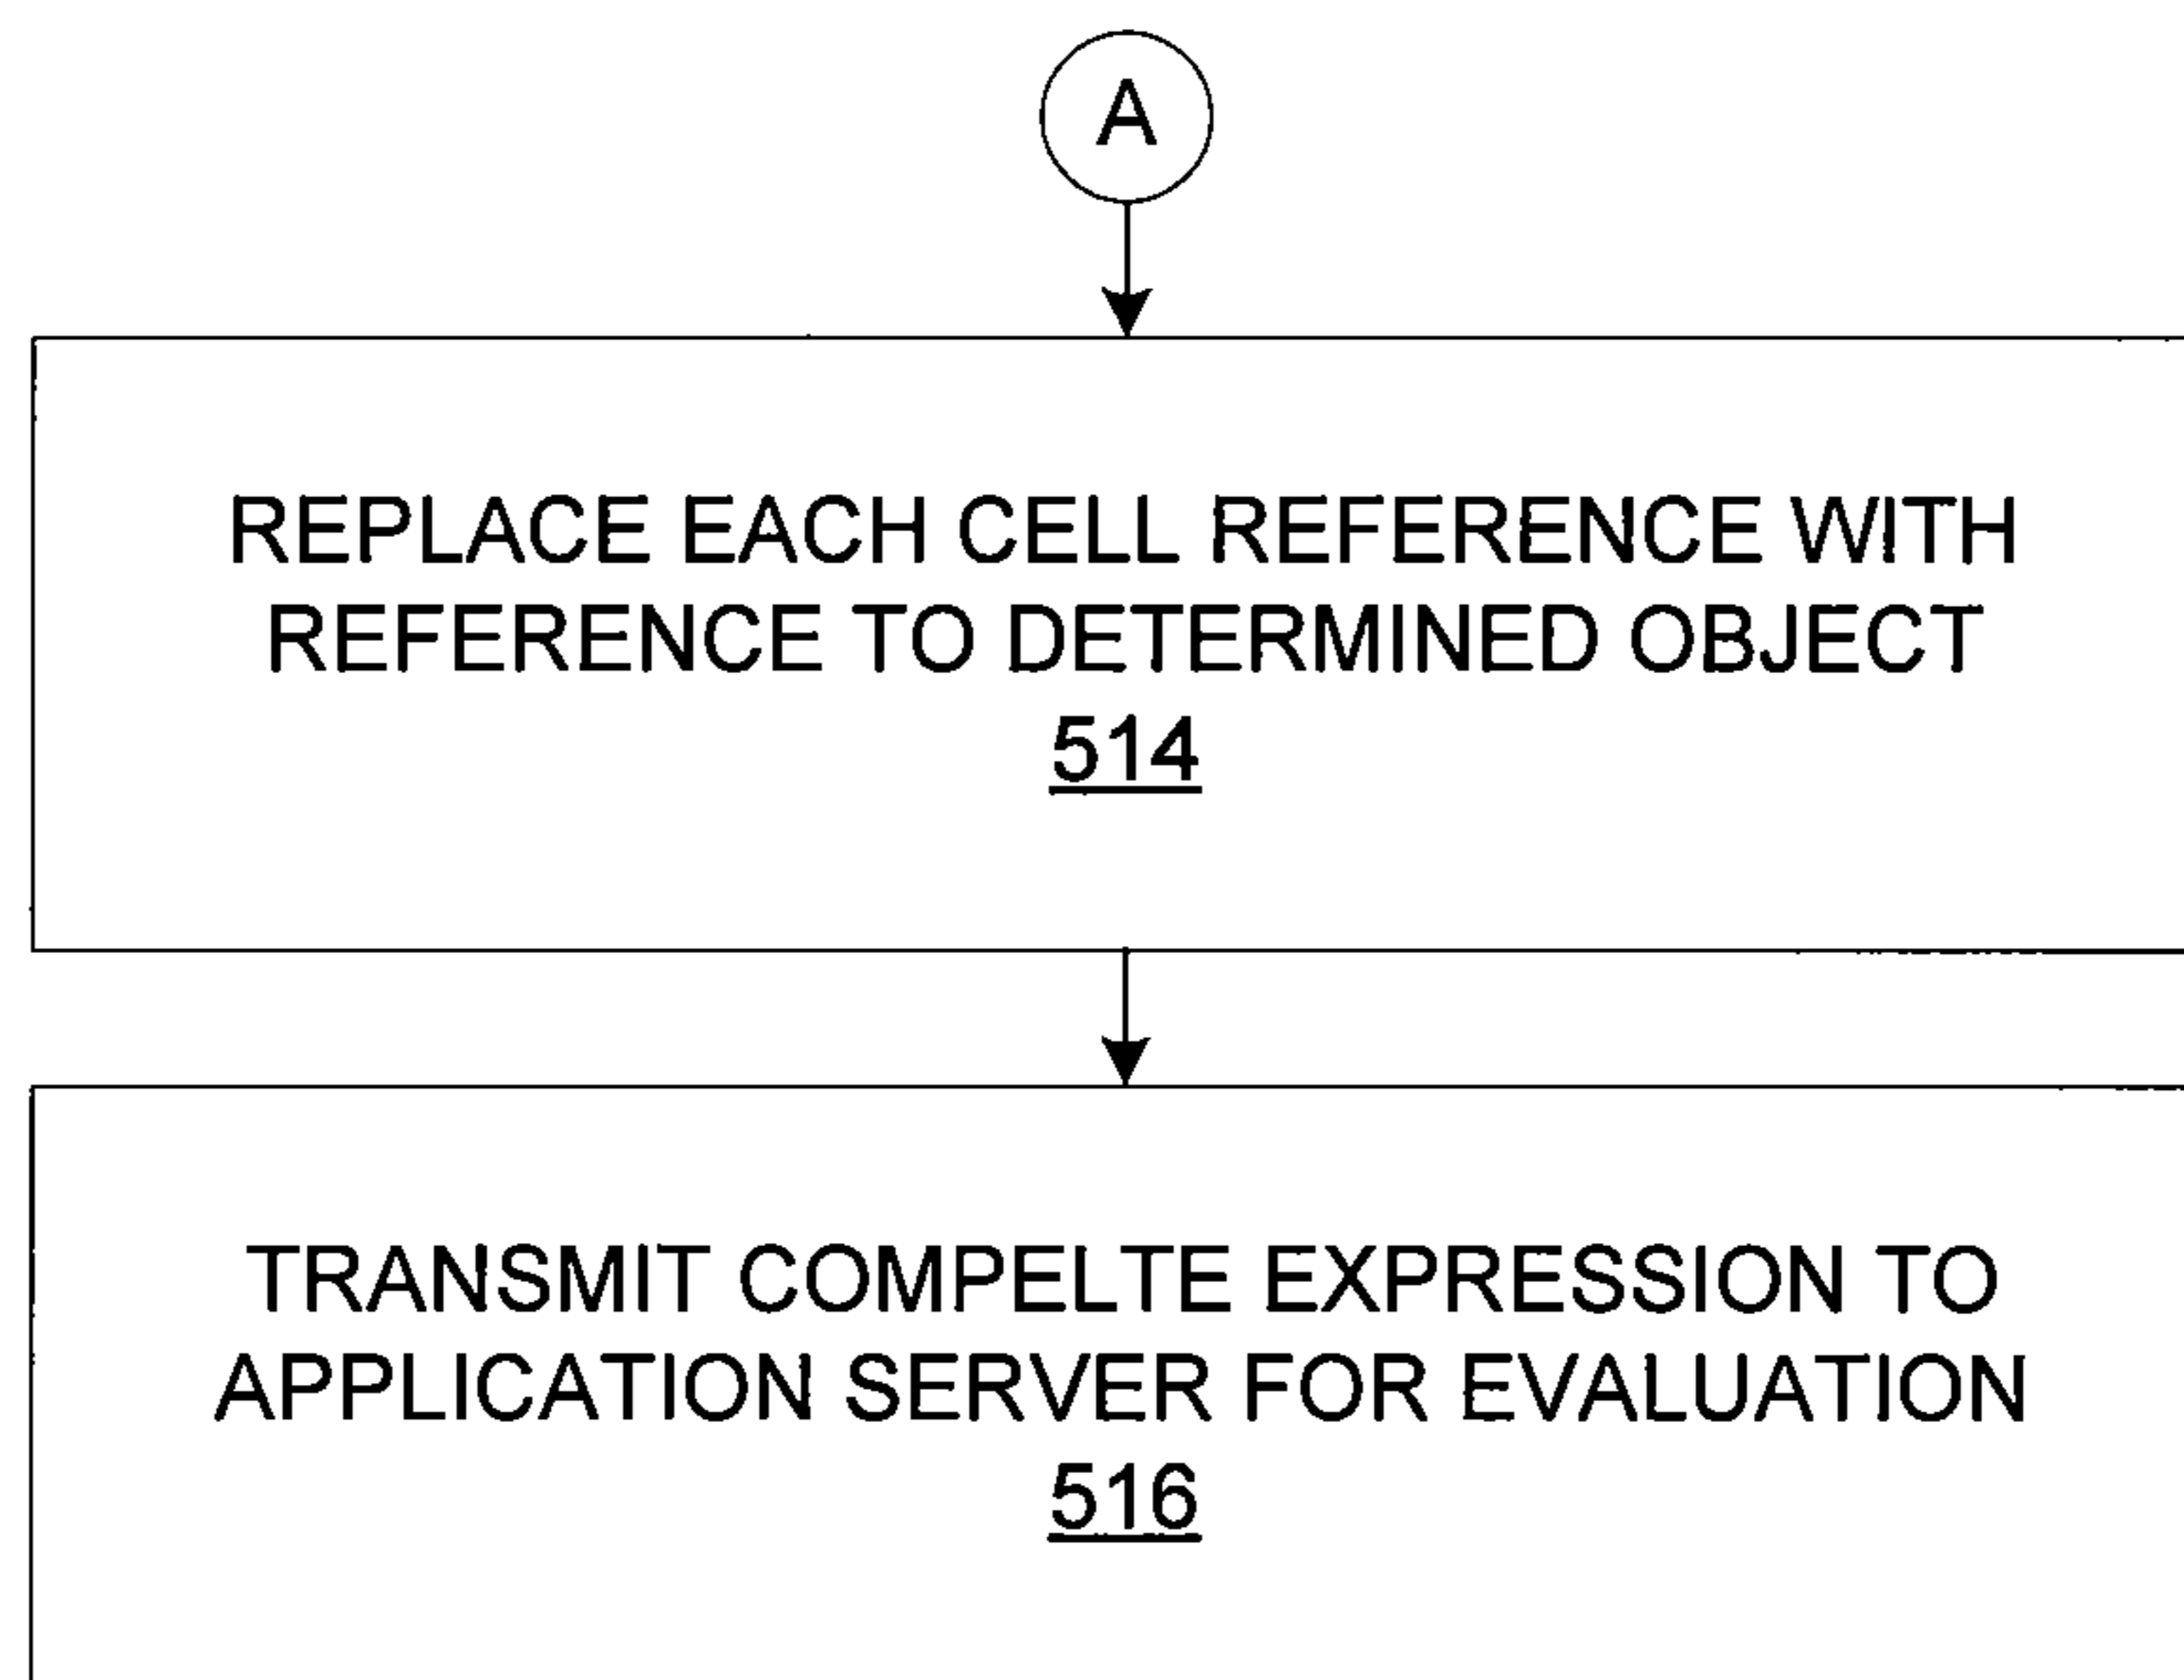 A
REPLACE EACH CELL REFERENCE WITH
REFERENCE TO DETERMINED OBJECT
514
TRANSMIT COMPELTE EXPRESSION TO
APPLICATION SERVER FOR EVALUATION
516